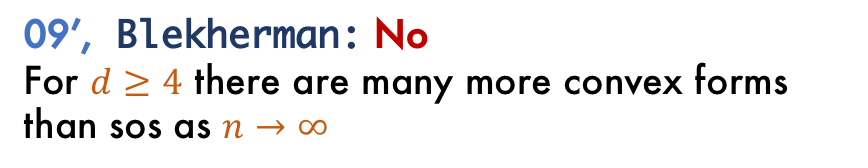 09′, Blekherman: No
For d ≥ 4 there are many more convex forms
than sos as n → ∞